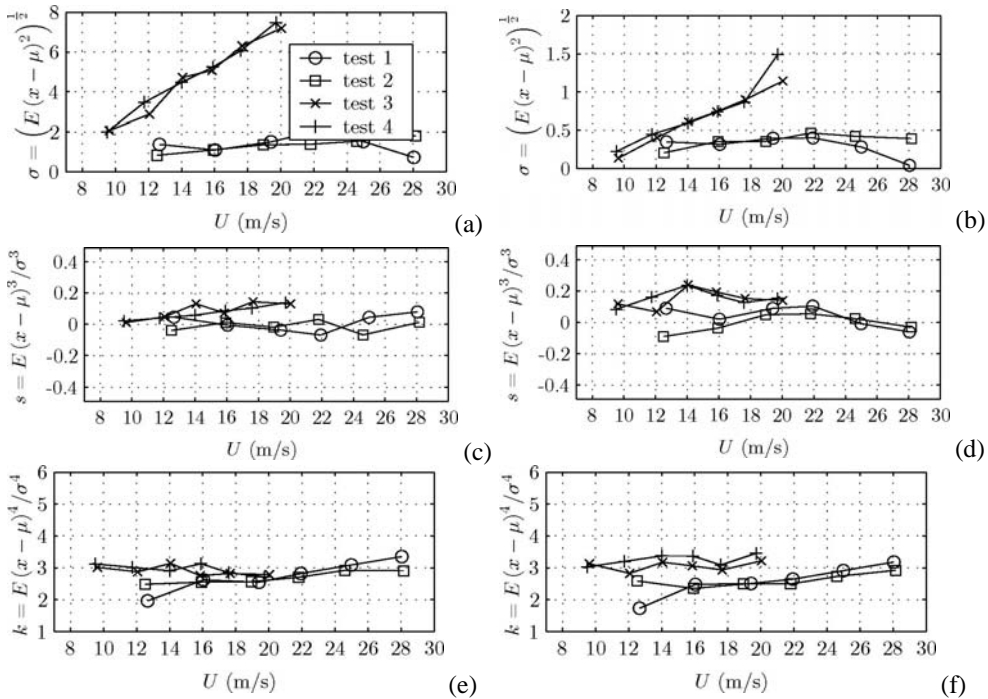 σ = (E (x − μ)²)^½
8
6
4
2
0
8 10 12 14 16 18 20 22 24 26 28 30
U (m/s)
test 1
test 2
test 3
test 4
(a)
σ = (E (x − μ)²)^½
2
1.5
1
0.5
0
8 10 12 14 16 18 20 22 24 26 28 30
U (m/s)
(b)
s = E (x − μ)³/σ³
0.4
0.2
0
-0.2
-0.4
8 10 12 14 16 18 20 22 24 26 28 30
U (m/s)
(c)
s = E (x − μ)³/σ³
0.4
0.2
0
-0.2
-0.4
8 10 12 14 16 18 20 22 24 26 28 30
U (m/s)
(d)
k = E (x − μ)⁴/σ⁴
6
5
4
3
2
1
8 10 12 14 16 18 20 22 24 26 28 30
U (m/s)
(e)
k = E (x − μ)⁴/σ⁴
6
5
4
3
2
1
8 10 12 14 16 18 20 22 24 26 28 30
U (m/s)
(f)